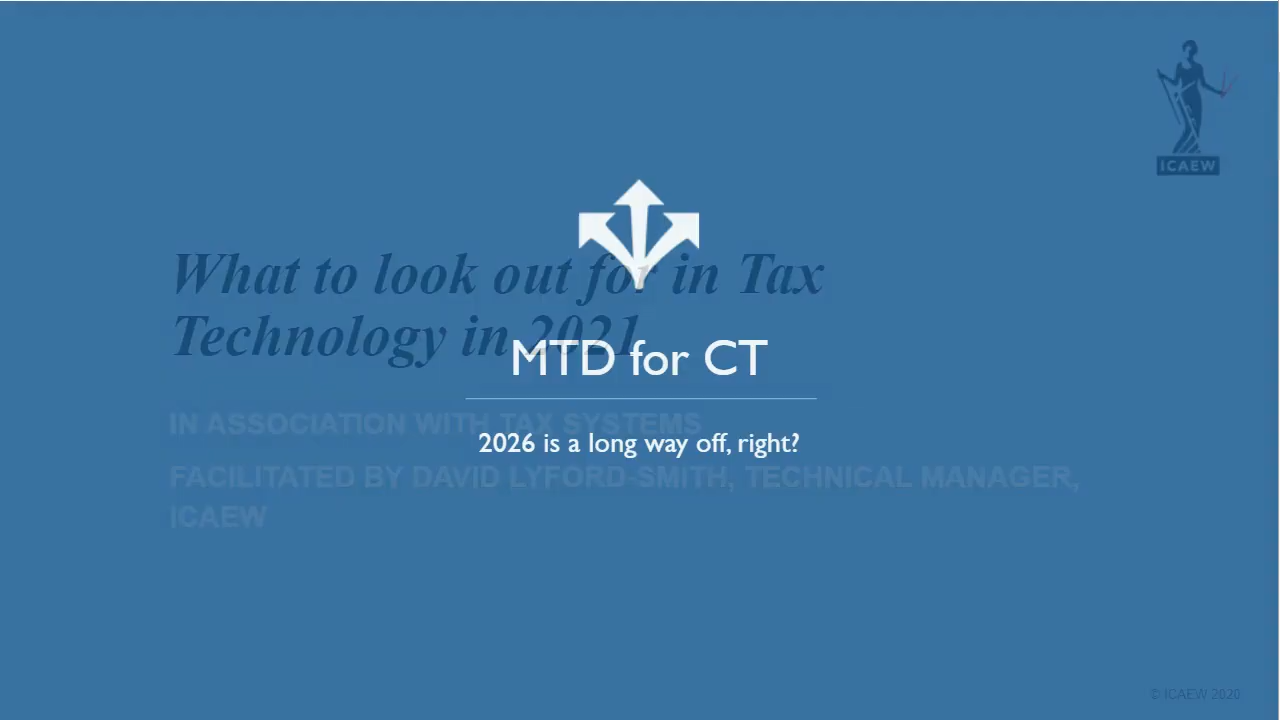 ICAEW
What to look out for in Tax
Technology in 2021
MTD for CT
IN ASSOCIATION WITH TAX SYSTEMS
2026 is a long way off, right?
FACILITATED BY DAVID LYFORD-SMITH, TECHNICAL MANAGER,
ICAEW
© ICAEW 2020